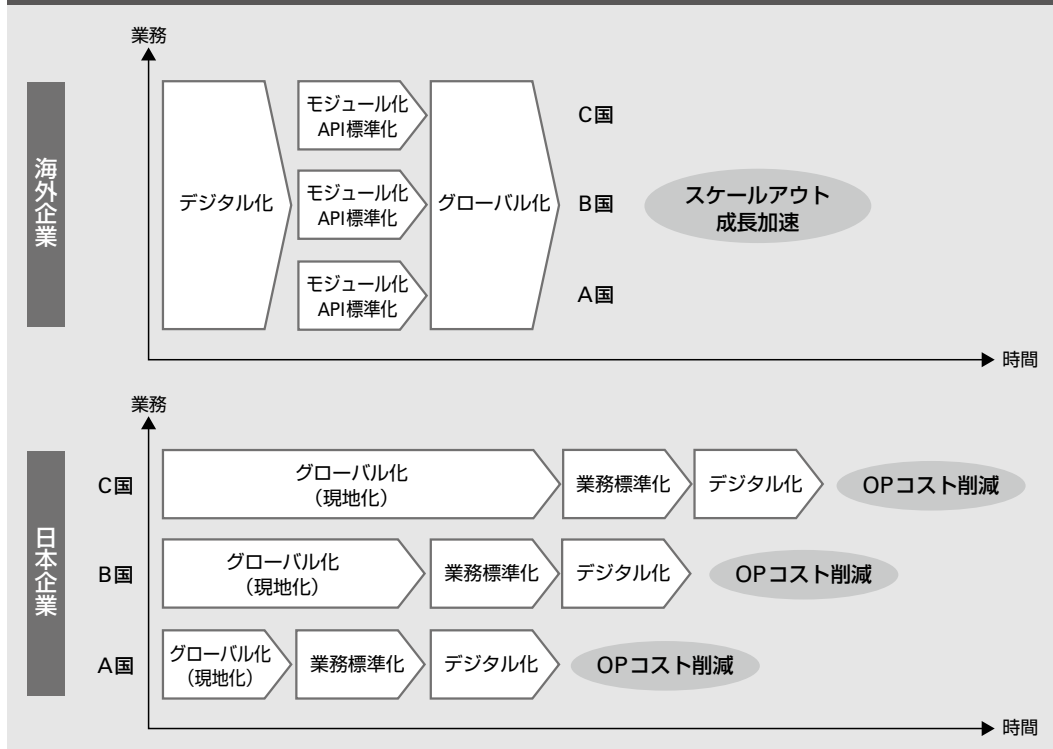 業務
海外企業
デジタル化
モジュール化
API標準化
モジュール化
API標準化
モジュール化
API標準化
グローバル化
C国
B国
A国
スケールアウト
成長加速
時間
業務
日本企業
C国
グローバル化
（現地化）
業務標準化
デジタル化
OPコスト削減
B国
グローバル化
（現地化）
業務標準化
デジタル化
OPコスト削減
A国
グローバル化
（現地化）
業務標準化
デジタル化
OPコスト削減
時間